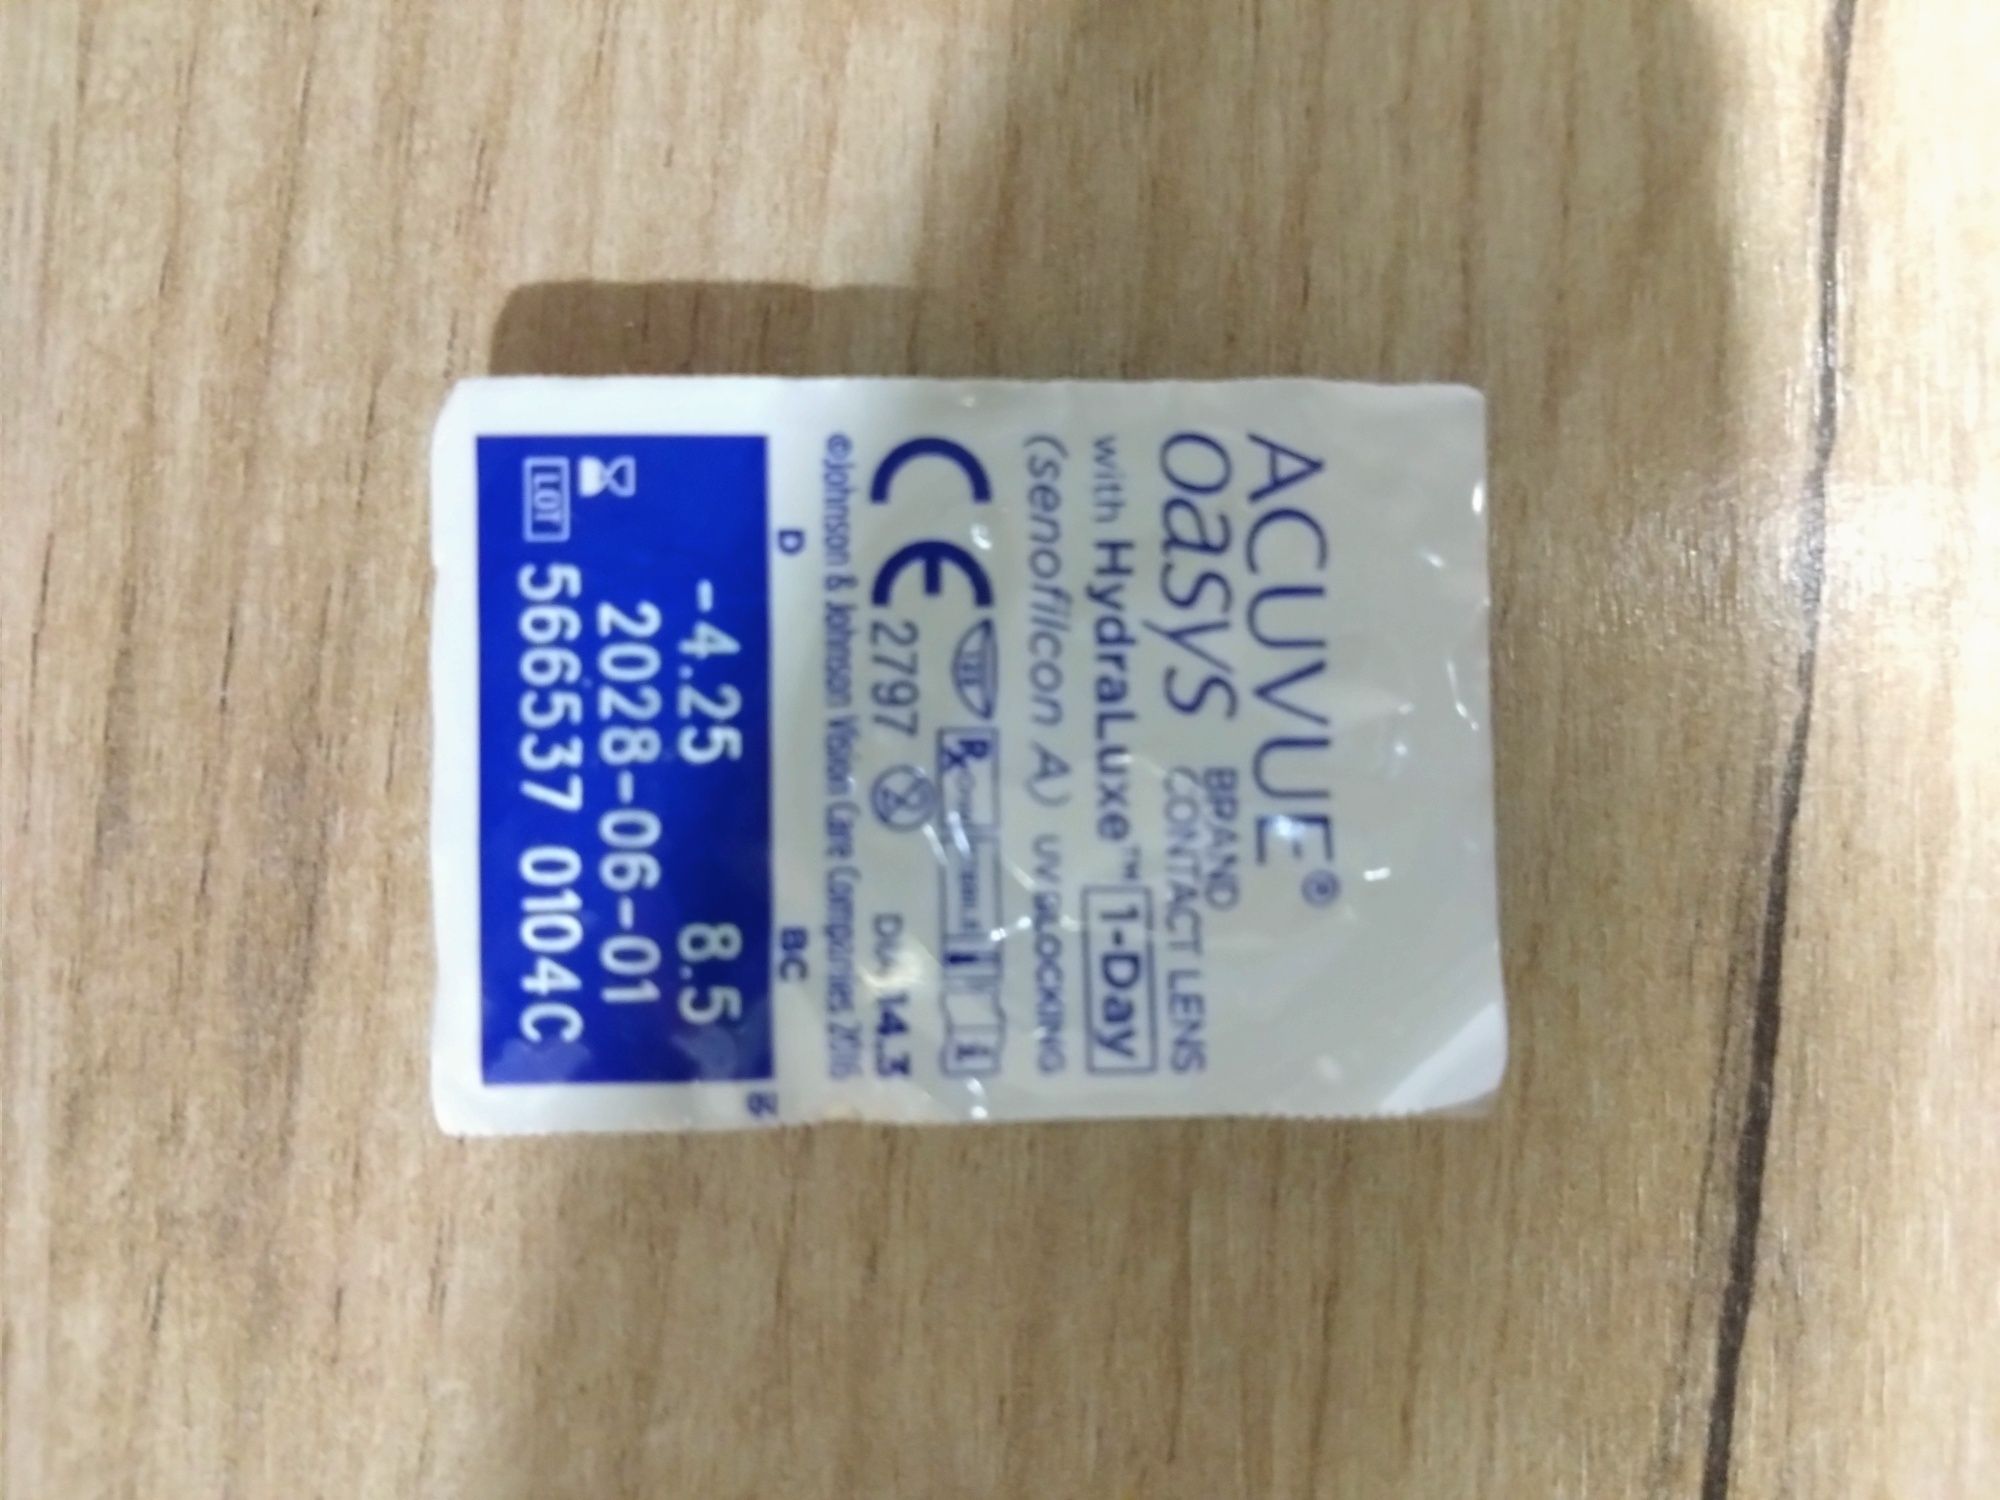 ACUVUE®
oasys BRAND
CONTACT LENS
with HydraLuxe™ 1-Day
(senofilcon A) UV BLOCKING
CE 2797 DIA 14.3
©Johnson & Johnson Vision Care Companies 2016
D BC
-4.25 8.5
2028-06-01
LOT 566537 0104C